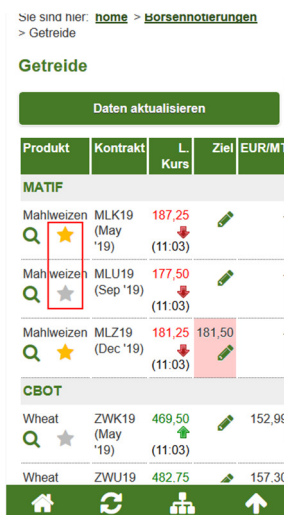 Sie sind hier: home > Börsennotierungen
> Getreide
Getreide
Daten aktualisieren
Produkt Kontrakt L. Kurs Ziel EUR/MT
MATIF
Mahlweizen MLK19 (May '19) 187,25 (11:03)
Mahlweizen MLU19 (Sep '19) 177,50 (11:03)
Mahlweizen MLZ19 (Dec '19) 181,25 (11:03) 181,50
CBOT
Wheat ZWK19 (May '19) 469,50 (11:03) 152,99
Wheat ZWU19 482,75 157,30